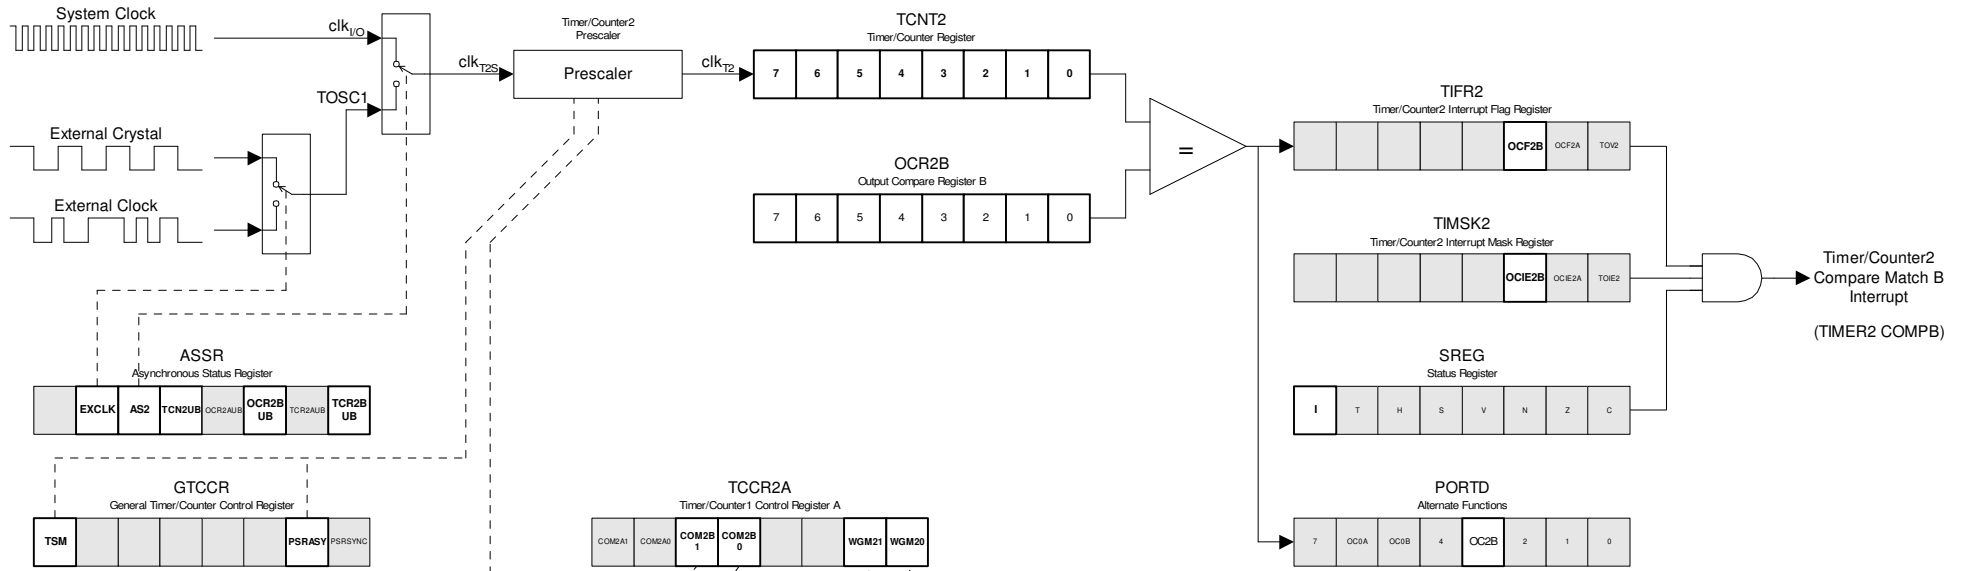 System Clock
clkI/O
TOSC1
External Crystal
External Clock
clkT2S
Timer/Counter2
Prescaler
Prescaler
clkT2
TCNT2
Timer/Counter Register
7 6 5 4 3 2 1 0
OCR2B
Output Compare Register B
7 6 5 4 3 2 1 0
=
TIFR2
Timer/Counter2 Interrupt Flag Register
OCF2B OCF2A TOV2
TIMSK2
Timer/Counter2 Interrupt Mask Register
OCIE2B OCIE2A TOIE2
Timer/Counter2
Compare Match B
Interrupt
(TIMER2 COMPB)
ASSR
Asynchronous Status Register
EXCLK AS2 TCN2UB OCR2AUB OCR2B UB TCR2AUB TCR2B UB
SREG
Status Register
I T H S V N Z C
GTCCR
General Timer/Counter Control Register
TSM PSRASY PSRSYNC
TCCR2A
Timer/Counter1 Control Register A
COM2A1 COM2A0 COM2B 1 COM2B 0 WGM21 WGM20
PORTD
Alternate Functions
7 OC0A OC0B 4 OC2B 2 1 0